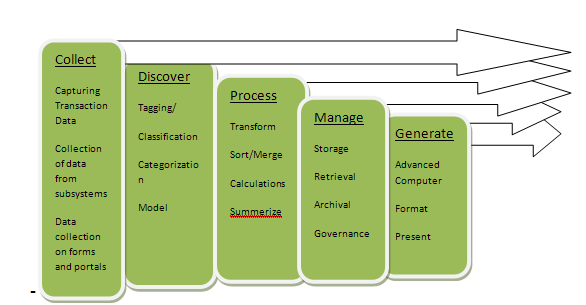 Collect
Capturing
Transaction
Data
Collection
of data
from
subsystems
Data
collection
on forms
and portals
Discover
Tagging/
Classification
Categorizatio
n
Model
Process
Transform
Sort/Merge
Calculations
Summerize
Manage
Storage
Retrieval
Archival
Governance
Generate
Advanced
Computer
Format
Present
-